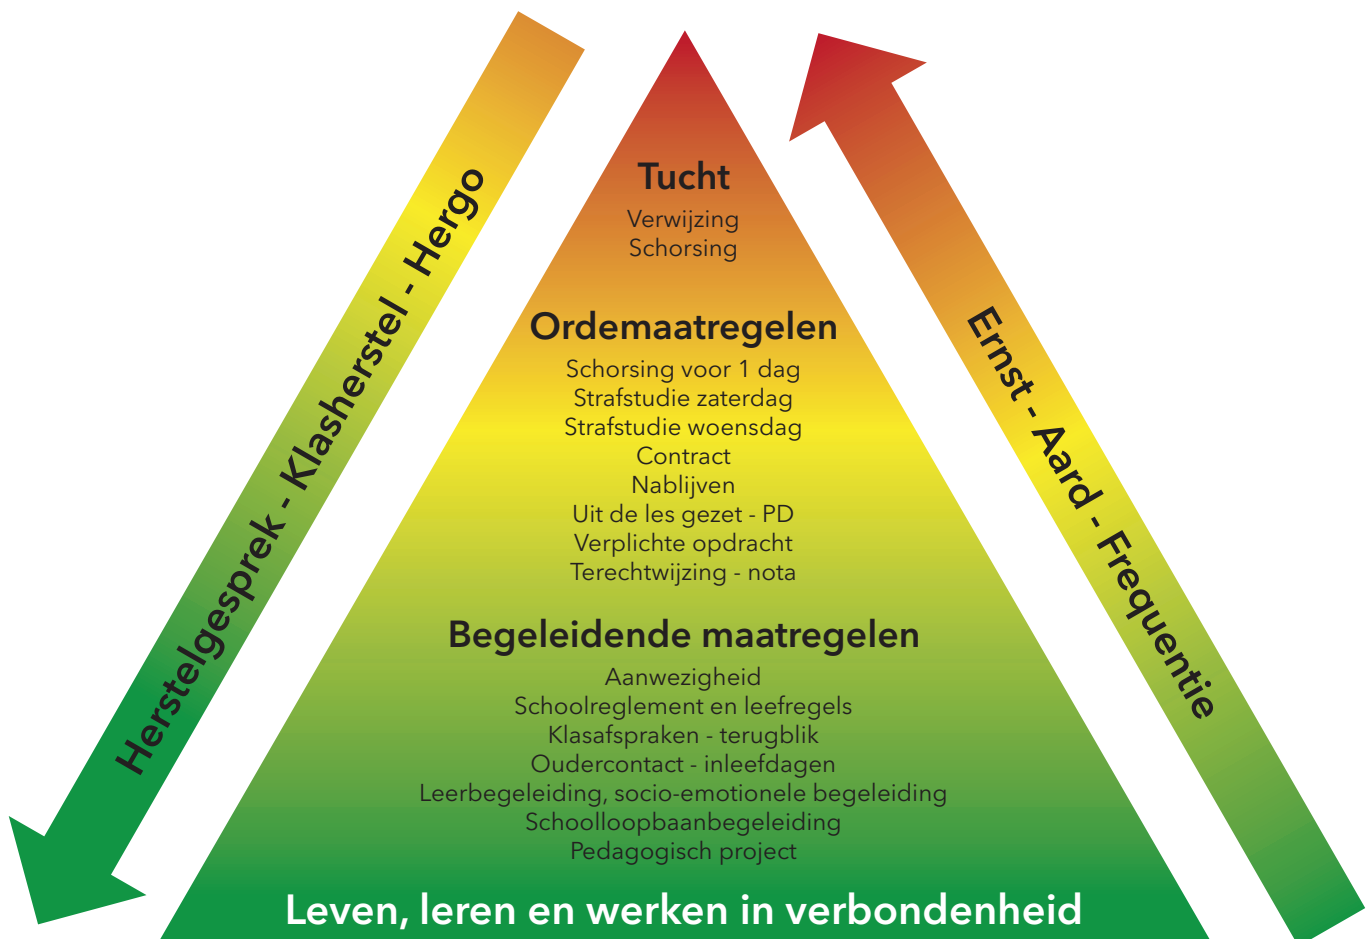 Tucht
Verwijzing
Schorsing
Ordemaatregelen
Schorsing voor 1 dag
Strafstudie zaterdag
Strafstudie woensdag
Contract
Nablijven
Uit de les gezet - PD
Verplichte opdracht
Terechtwijzing - nota
Begeleidende maatregelen
Aanwezigheid
Schoolreglement en leefregels
Klasafspraken - terugblik
Oudercontact - inleefdagen
Leerbegeleiding, socio-emotionele begeleiding
Schoolloopbaanbegeleiding
Pedagogisch project
Leven, leren en werken in verbondenheid
Herstelgesprek - Klasherstel - Hergo
Ernst - Aard - Frequentie